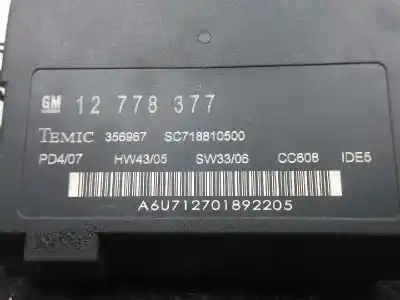 GM 12 778 377
TEMIC 356967 SC718810500
PD4/07 HW43/05 SW33/06 CC608 IDE5
A6U712701892205